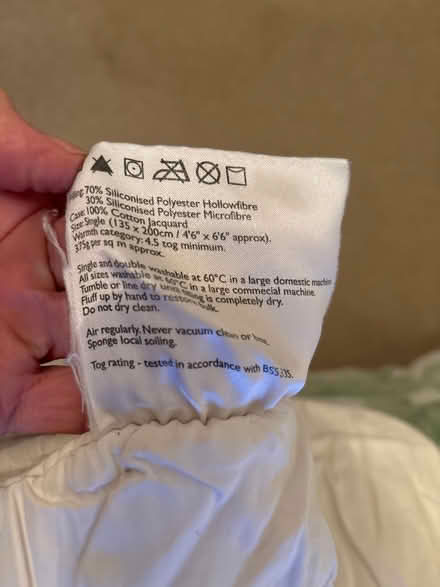 Filling: 70% Siliconised Polyester Hollowfibre
30% Siliconised Polyester Microfibre
Case: 100% Cotton Jacquard
Size: Single (135 x 200cm / 4'6" x 6'6" approx).
Warmth category: 4.5 tog minimum.
375g per sq m approx.
Single and double washable at 60°C in a large domestic machine
All sizes washable at 60°C in a large commecial machine.
Tumble or line dry until filling is completely dry.
Fluff up by hand to restore bulk.
Do not dry clean.
Air regularly. Never vacuum clean or
Sponge local soiling.
Tog rating - tested in accordance with